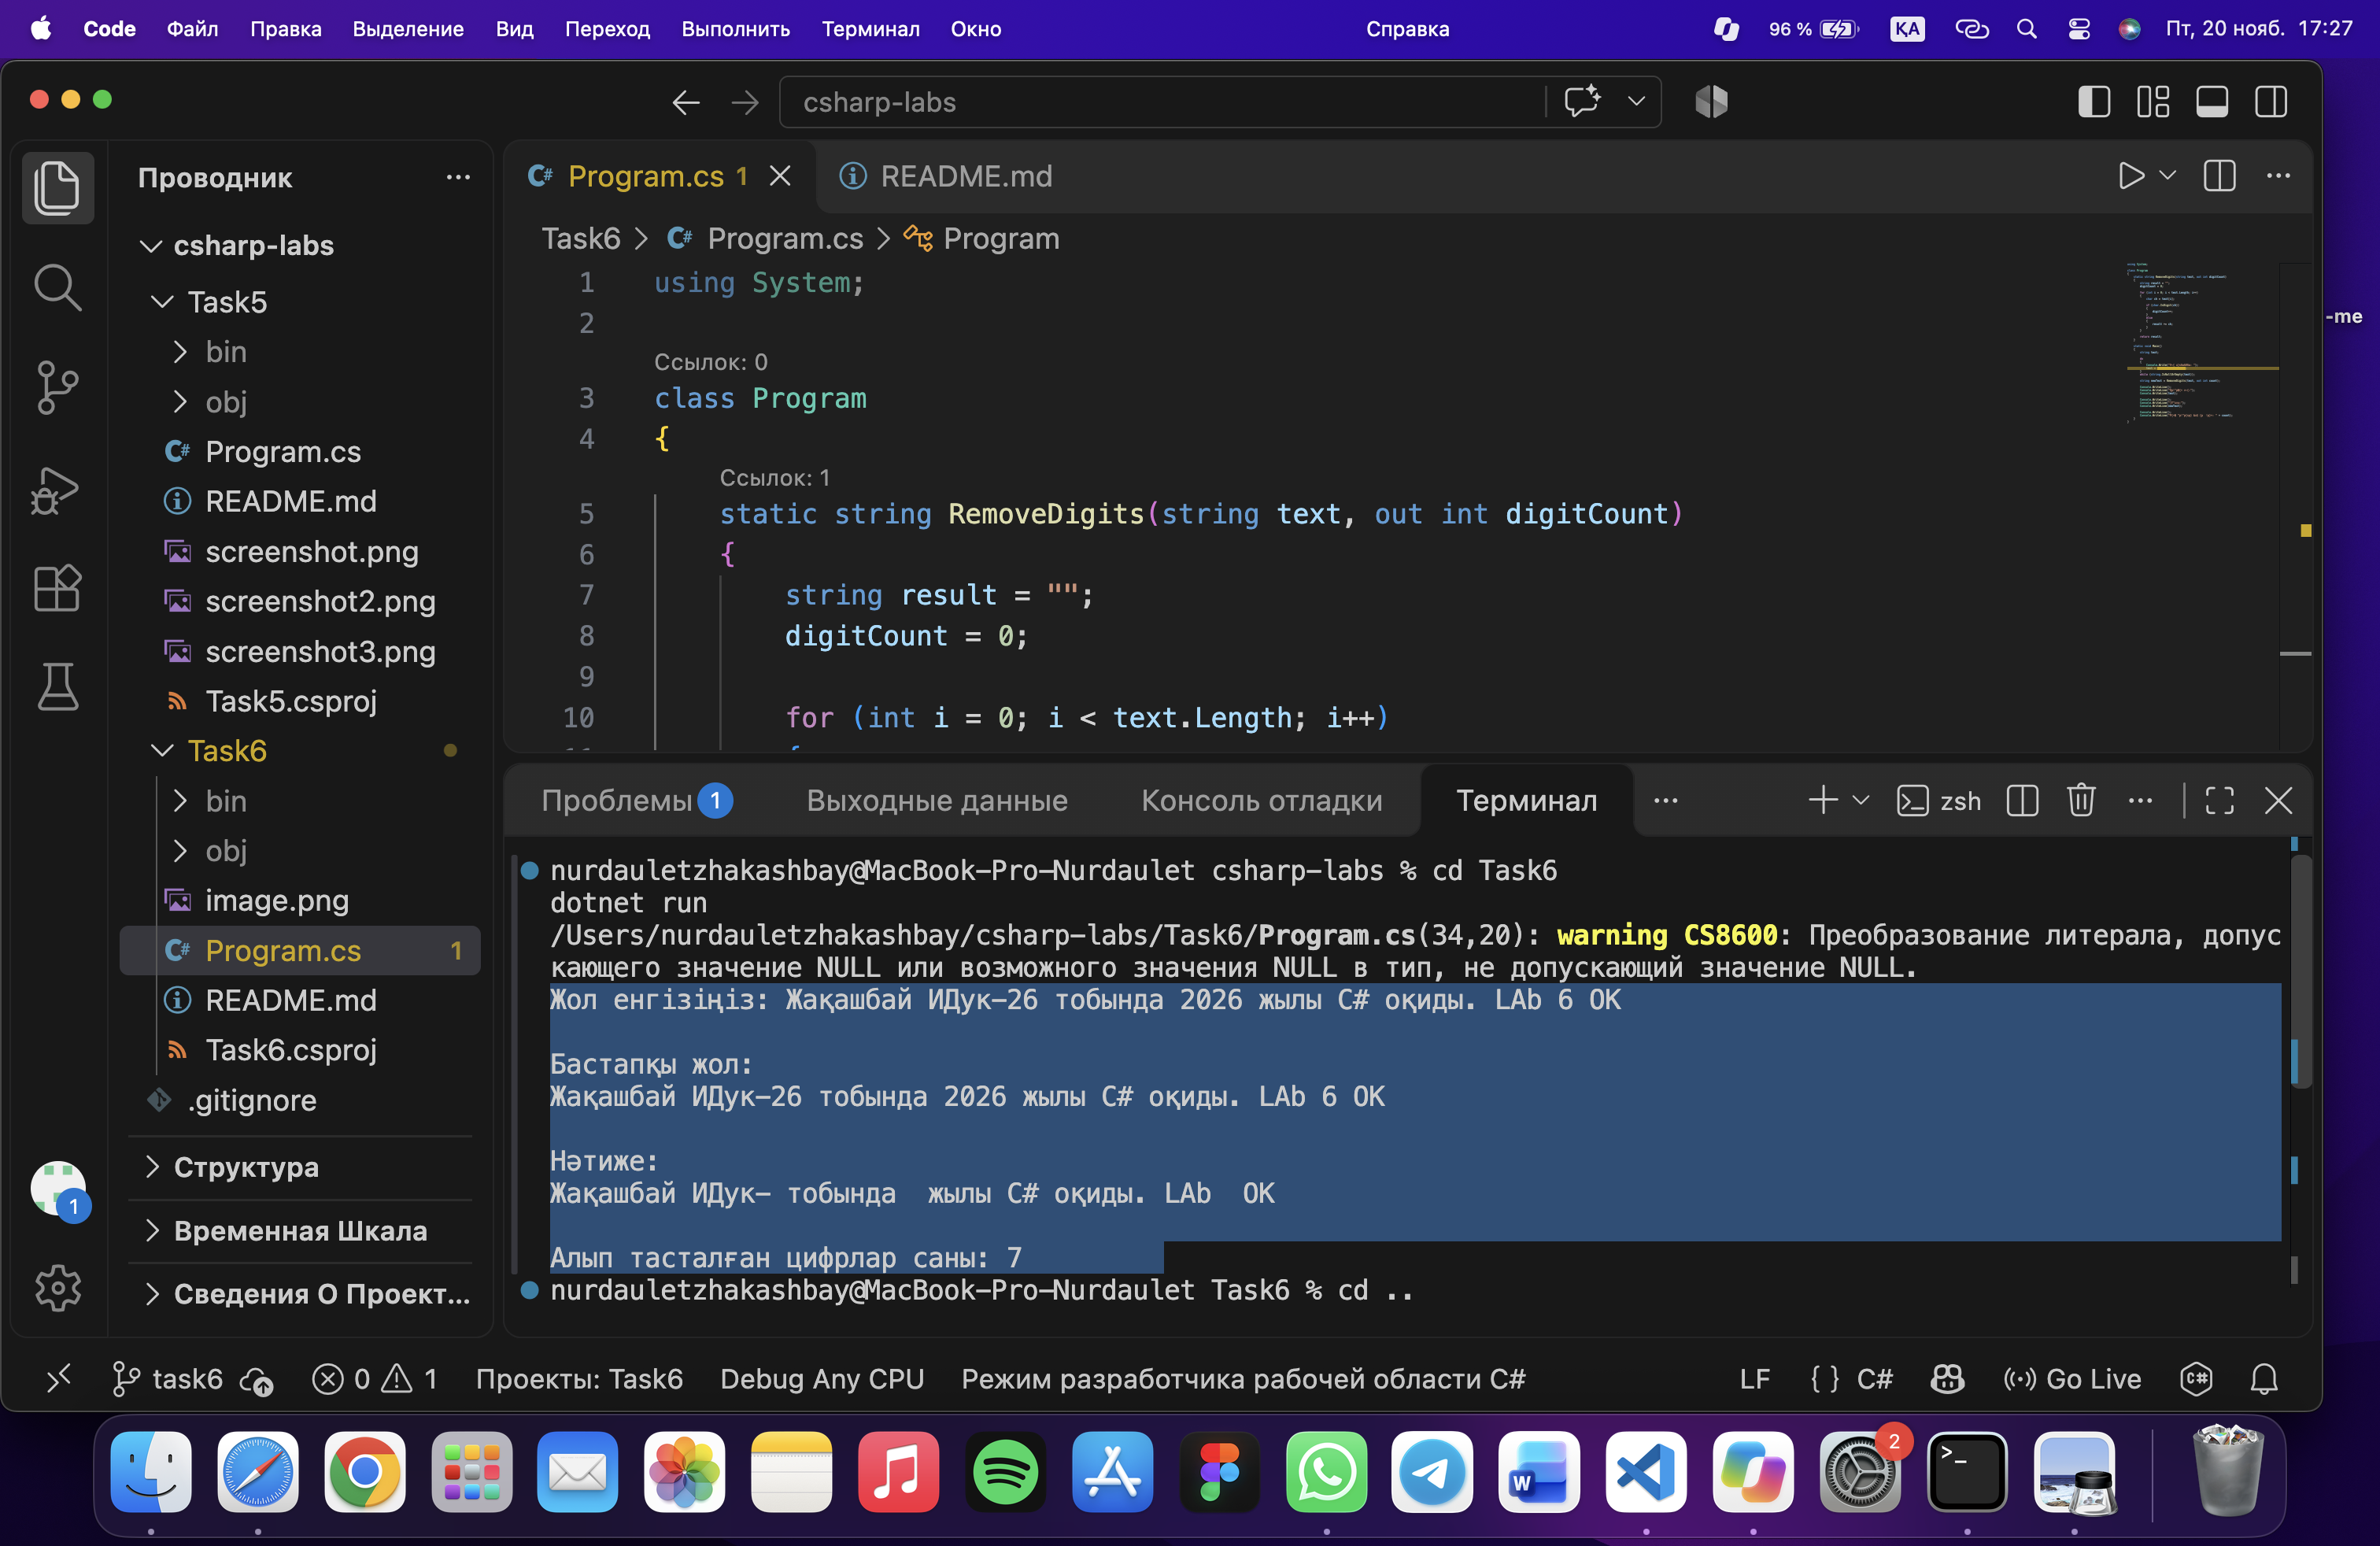 Code Файл Правка Выделение Вид Переход Выполнить Терминал Окно Справка 96 % ҚА Пт, 20 нояб. 17:27
csharp-labs
Проводник
csharp-labs
Task5
bin
obj
Program.cs
README.md
screenshot.png
screenshot2.png
screenshot3.png
Task5.csproj
Task6
bin
obj
image.png
Program.cs 1
README.md
Task6.csproj
.gitignore
Структура
Временная Шкала
Сведения О Проект...
1
C# Program.cs 1 README.md
Task6 > C# Program.cs > Program
1 using System;
2
Ссылок: 0
3 class Program
4 {
Ссылок: 1
5 static string RemoveDigits(string text, out int digitCount)
6 {
7 string result = "";
8 digitCount = 0;
9
10 for (int i = 0; i < text.Length; i++)
-me
Проблемы 1 Выходные данные Консоль отладки Терминал zsh
nurdauletzhakashbay@MacBook-Pro-Nurdaulet csharp-labs % cd Task6
dotnet run
/Users/nurdauletzhakashbay/csharp-labs/Task6/Program.cs(34,20): warning CS8600: Преобразование литерала, допус
кающего значение NULL или возможного значения NULL в тип, не допускающий значение NULL.
Жол енгізіңіз: Жақашбай ИДук-26 тобында 2026 жылы C# оқиды. LAb 6 OK
Бастапқы жол:
Жақашбай ИДук-26 тобында 2026 жылы C# оқиды. LAb 6 OK
Нәтиже:
Жақашбай ИДук- тобында  жылы C# оқиды. LAb  OK
Алып тасталған цифрлар саны: 7
nurdauletzhakashbay@MacBook-Pro-Nurdaulet Task6 % cd ..
task6 0 1 Проекты: Task6 Debug Any CPU Режим разработчика рабочей области C# LF { } C# Go Live
2